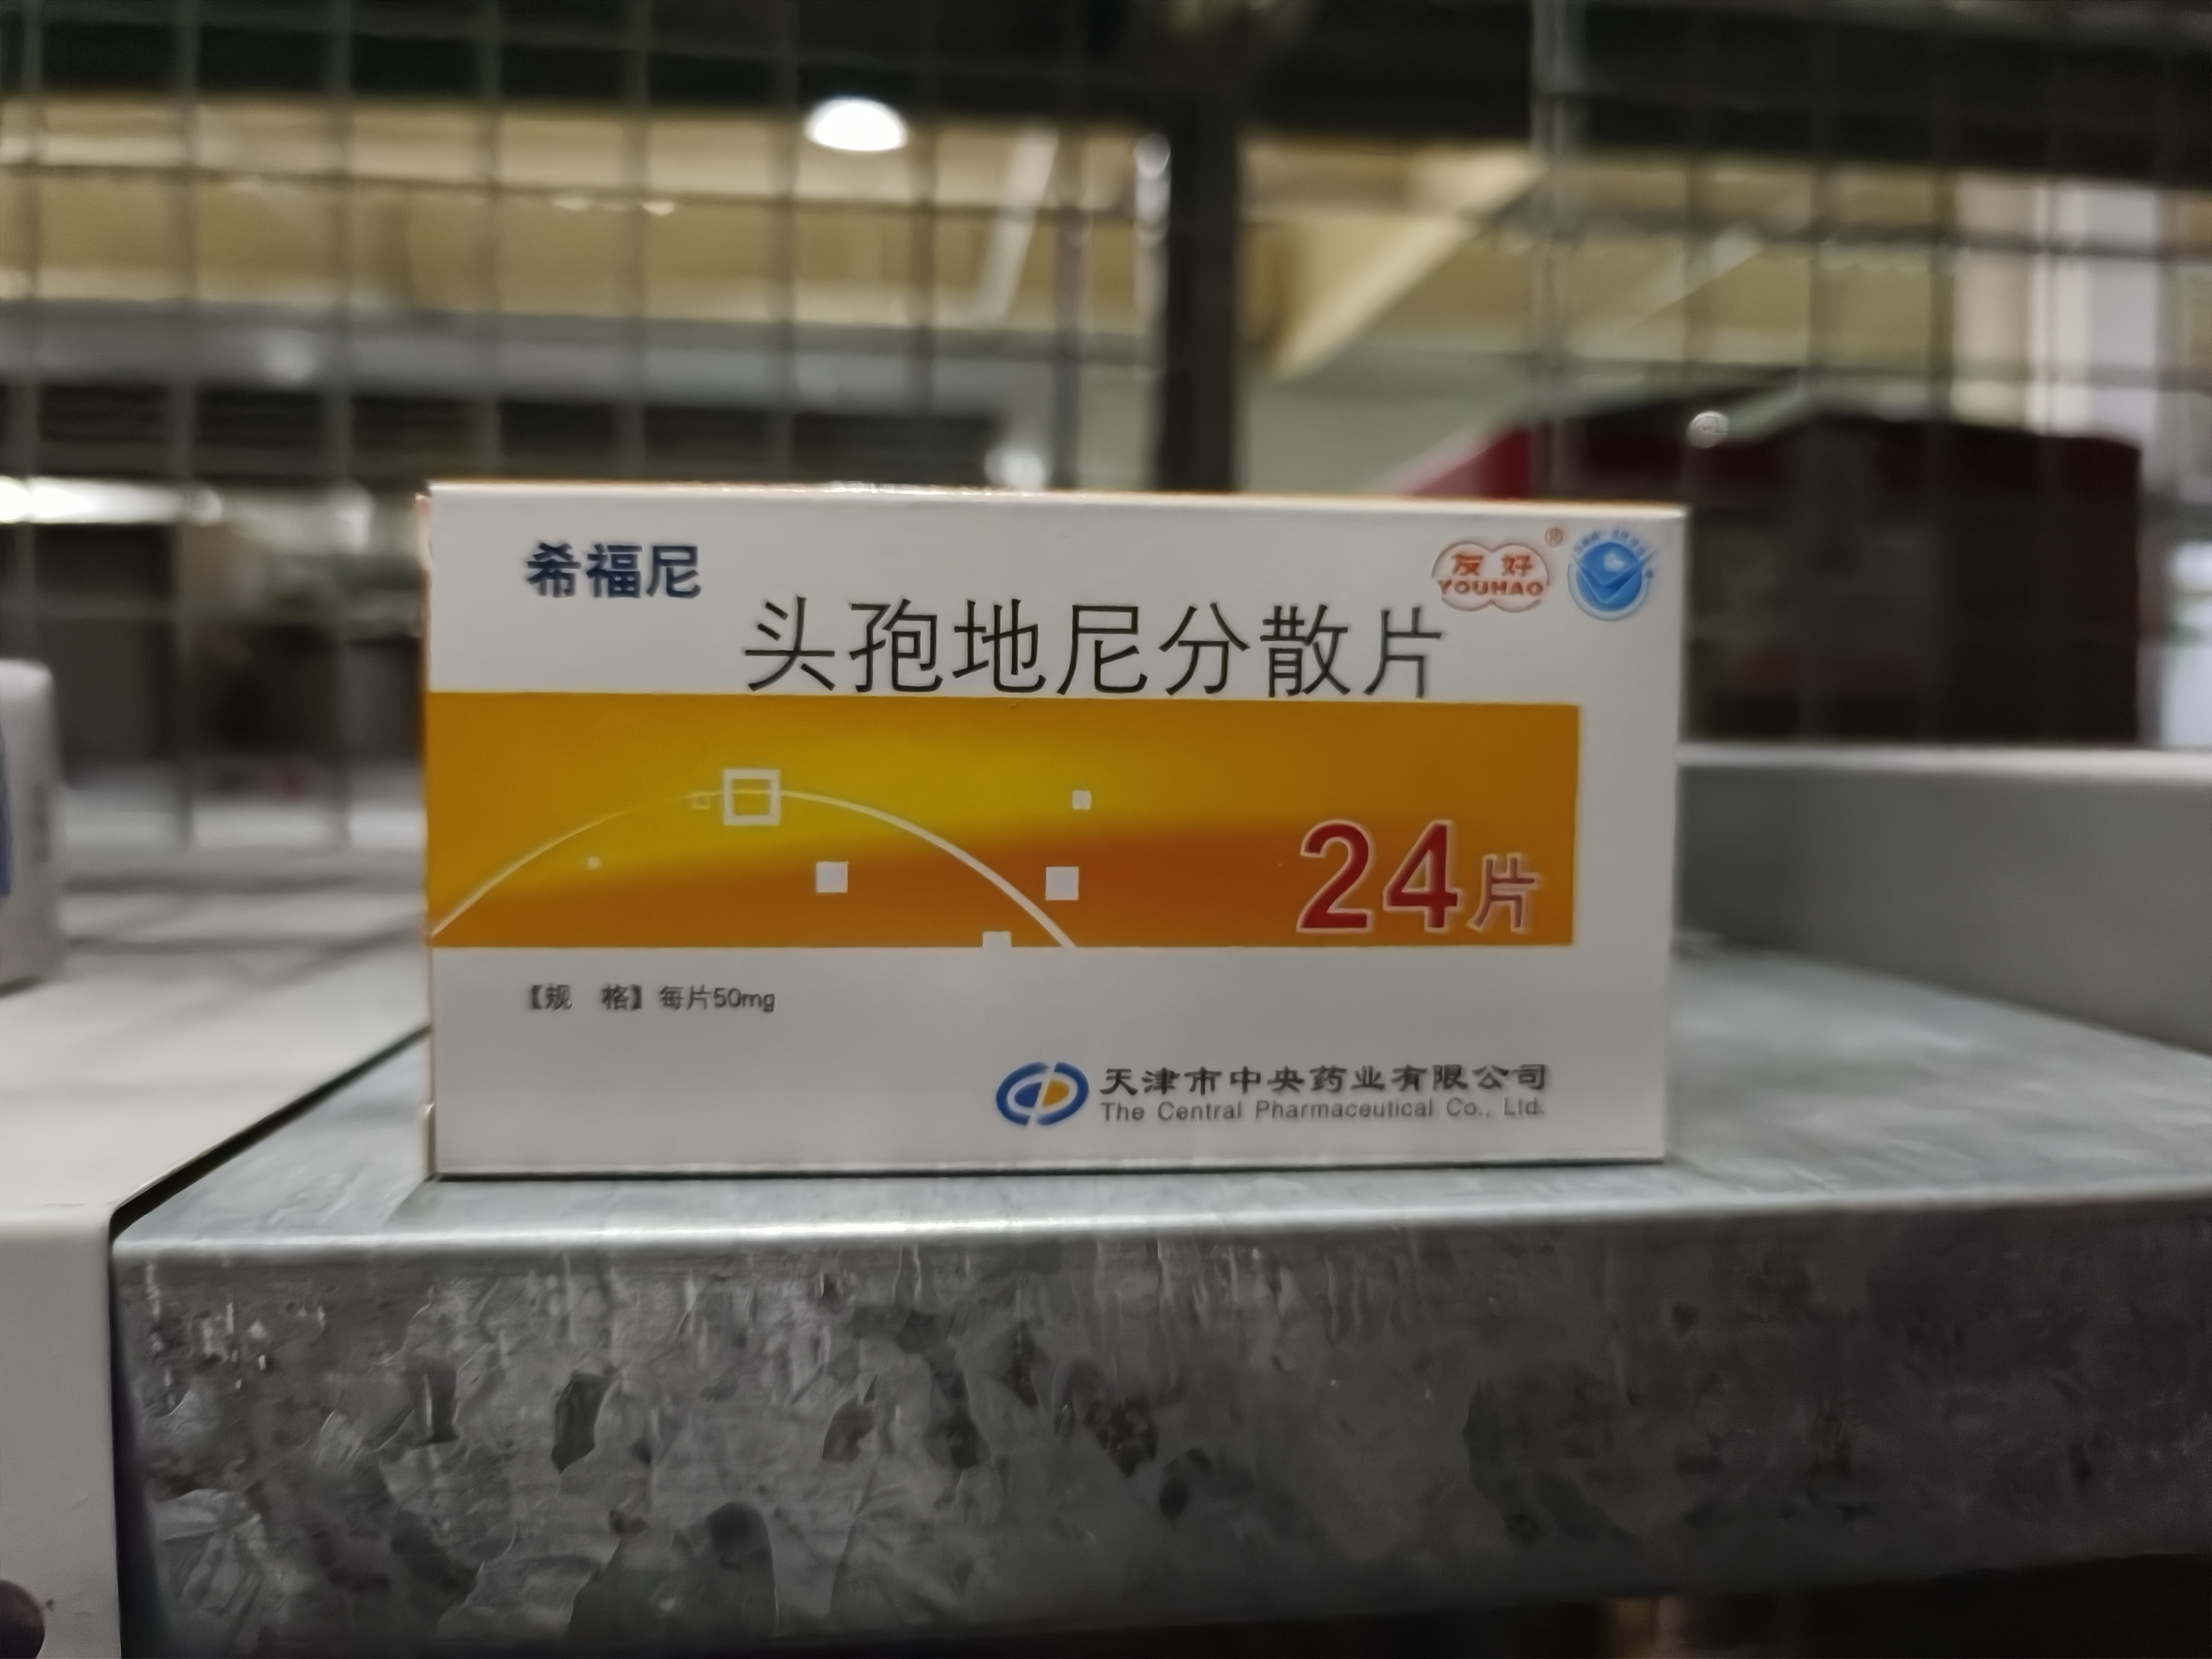 希福尼
友好
YOUHAO
®
头孢地尼分散片
24片
【规 格】每片50mg
天津市中央药业有限公司
The Central Pharmaceutical Co., Ltd.